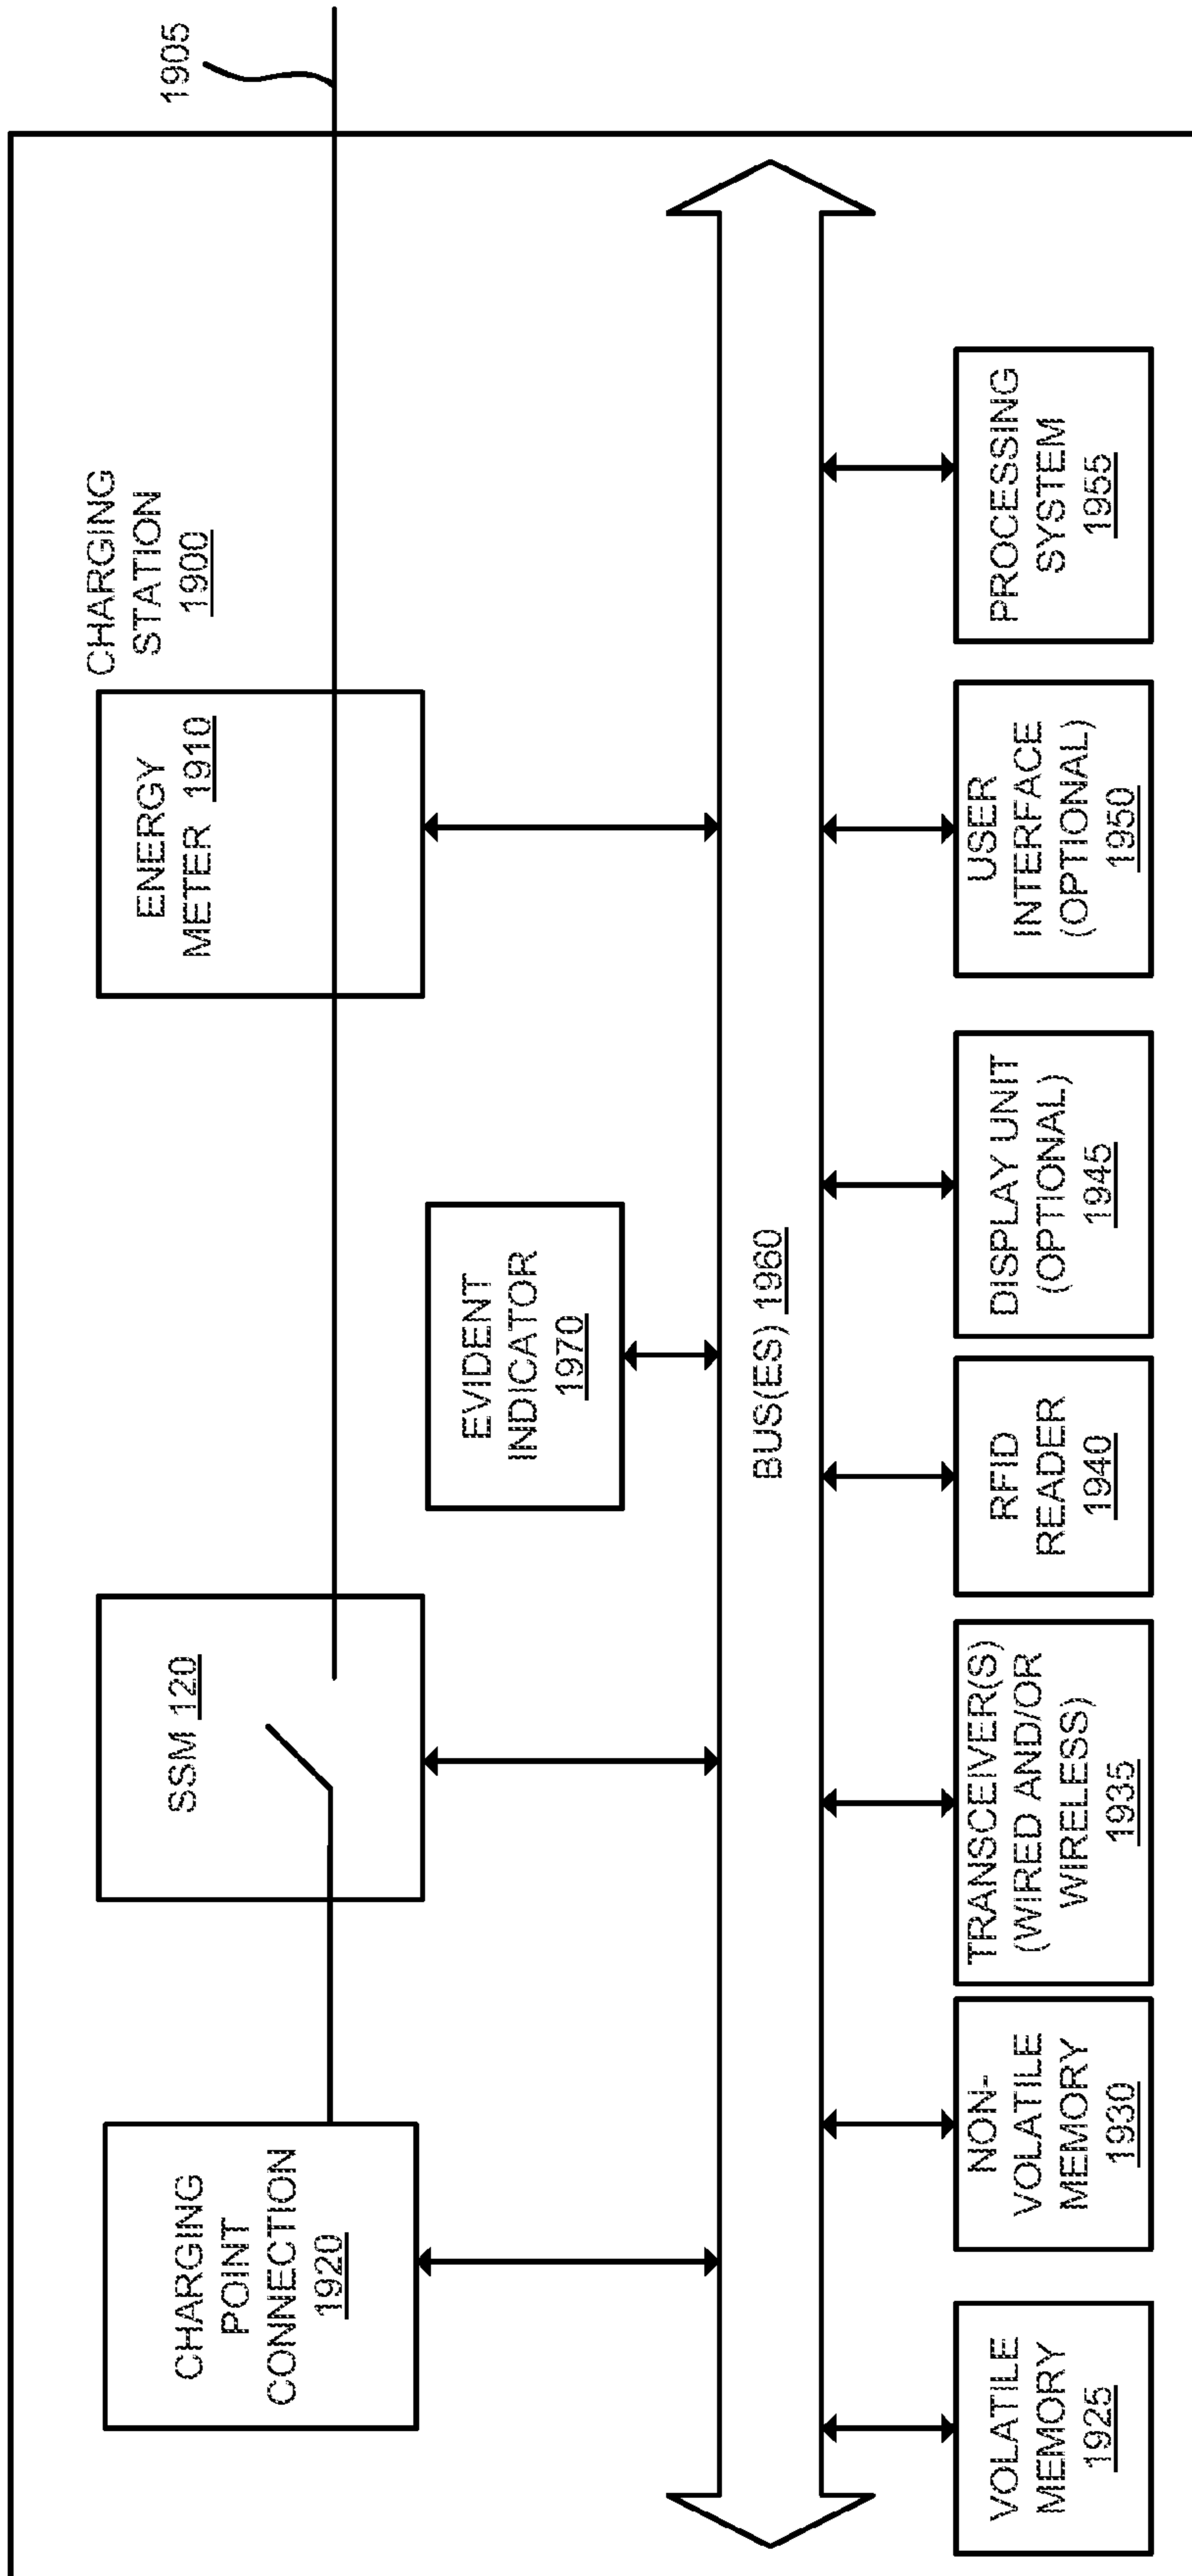 CHARGING
STATION
1900
1905
CHARGING
POINT
CONNECTION
1920
SSM 120
ENERGY
METER 1910
EVIDENT
INDICATOR
1970
BUS(ES) 1960
VOLATILE
MEMORY
1925
NON-
VOLATILE
MEMORY
1930
TRANSCEIVER(S)
(WIRED AND/OR
WIRELESS)
1935
RFID
READER
1940
DISPLAY UNIT
(OPTIONAL)
1945
USER
INTERFACE
(OPTIONAL)
1950
PROCESSING
SYSTEM
1955